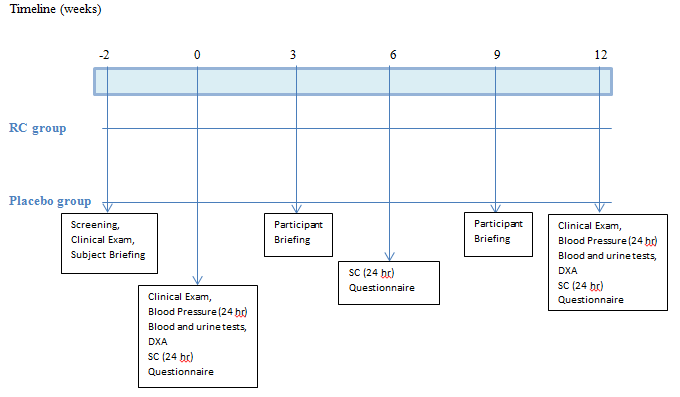 Timeline (weeks)
-2 0 3 6 9 12
RC group
Placebo group
Screening,
Clinical Exam,
Subject Briefing
Participant
Briefing
Participant
Briefing
Clinical Exam,
Blood Pressure (24 hr)
Blood and urine tests,
DXA
SC (24 hr)
Questionnaire
SC (24 hr)
Questionnaire
Clinical Exam,
Blood Pressure (24 hr)
Blood and urine tests,
DXA
SC (24 hr)
Questionnaire